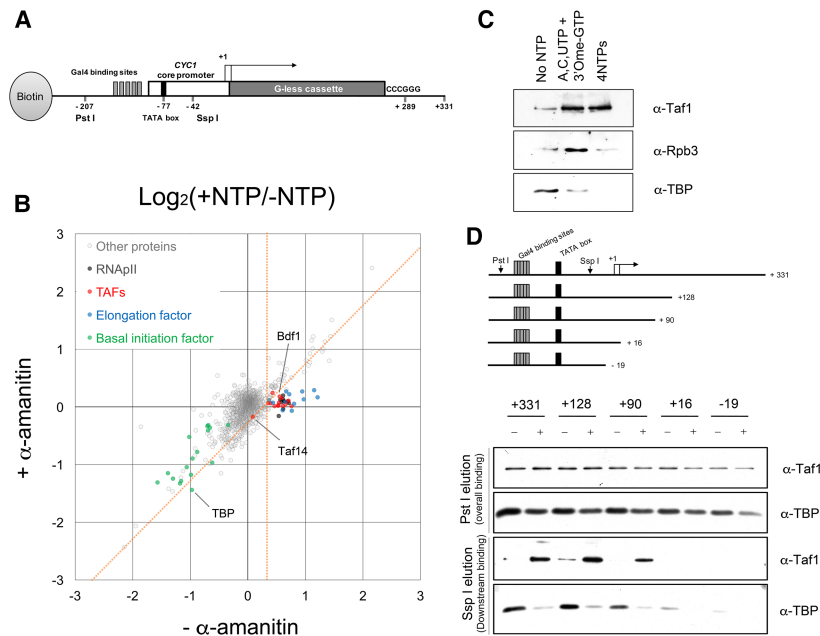 A
Biotin
Gal4 binding sites
CYC1
core promoter
+1
G-less cassette
CCCGGG
- 207
- 77
- 42
+ 289
+331
Pst I
TATA box
Ssp I
B
Log2(+NTP/-NTP)
Other proteins
RNApII
TAFs
Elongation factor
Basal initiation factor
Bdf1
Taf14
TBP
3
2
1
0
-1
-2
-3
-3
-2
-1
0
1
2
3
+ α-amanitin
- α-amanitin
C
No NTP
A,C,UTP +
3'Ome-GTP
4NTPs
α-Taf1
α-Rpb3
α-TBP
D
Pst I
Gal4 binding sites
TATA box
Ssp I
+1
+ 331
+128
+ 90
+ 16
- 19
+331
+128
+90
+16
-19
– + – + – + – + – +
Pst I elution
(overall binding)
α-Taf1
α-TBP
Ssp I elution
(Downstream binding)
α-Taf1
α-TBP